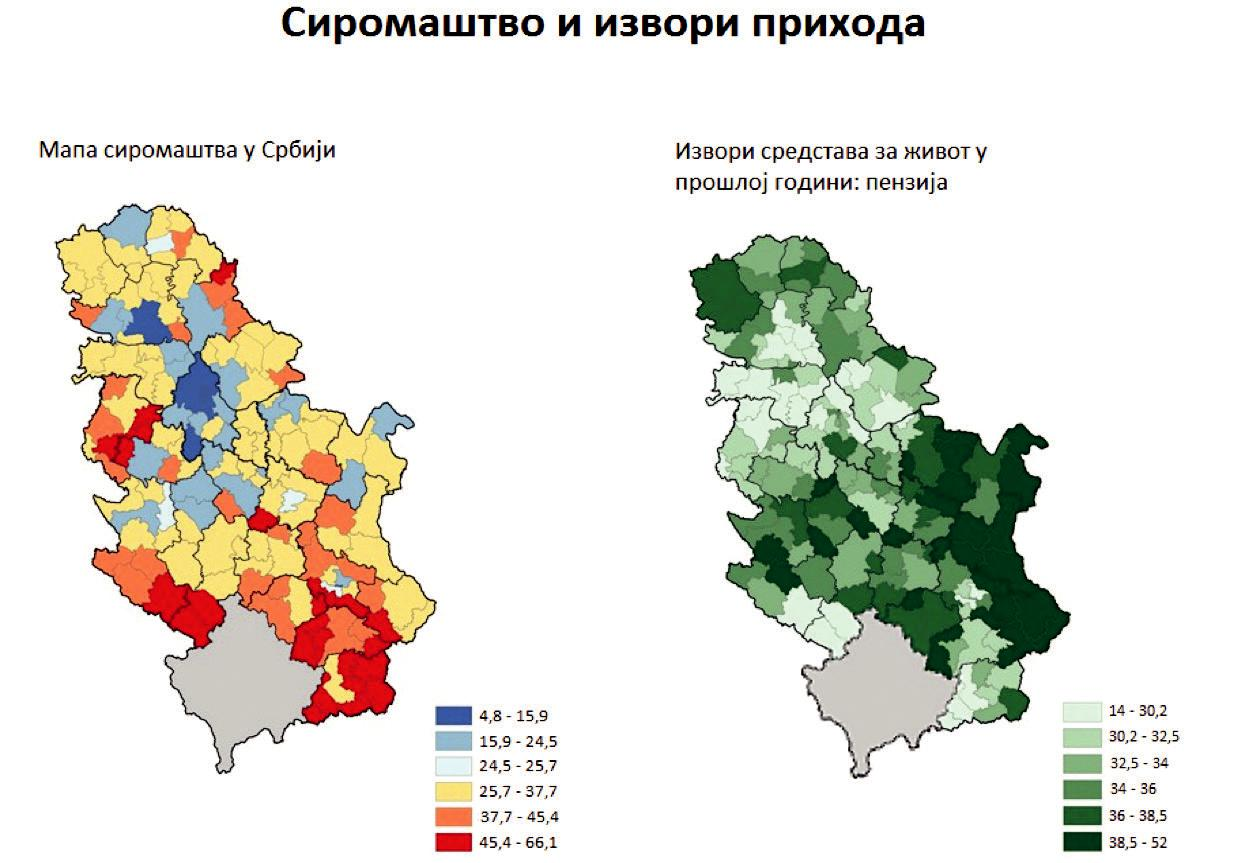 Сиромаштво и извори прихода
Мапа сиромаштва у Србији
4,8 - 15,9
15,9 - 24,5
24,5 - 25,7
25,7 - 37,7
37,7 - 45,4
45,4 - 66,1
Извори средстава за живот у
прошлој години: пензија
14 - 30,2
30,2 - 32,5
32,5 - 34
34 - 36
36 - 38,5
38,5 - 52